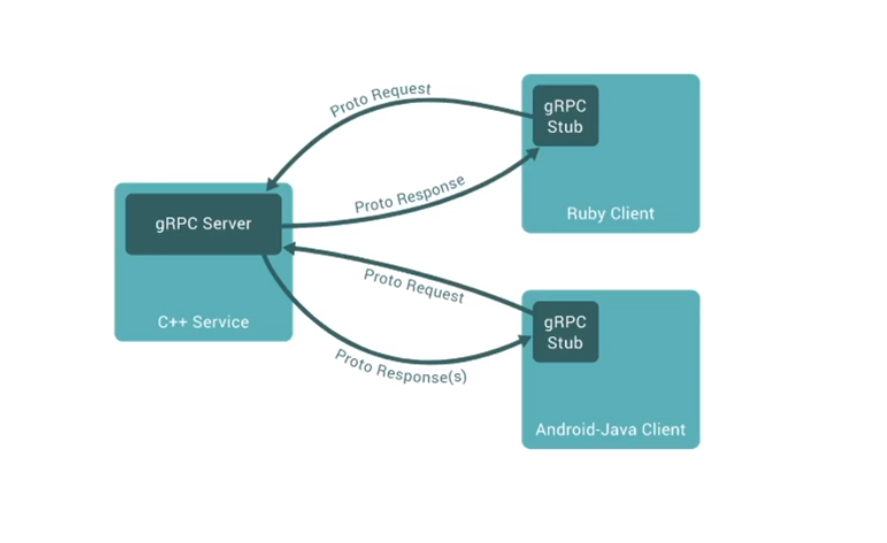 Proto Request
gRPC
Stub
Proto Response
Ruby Client
gRPC Server
C++ Service
Proto Request
gRPC
Stub
Proto Response(s)
Android-Java Client